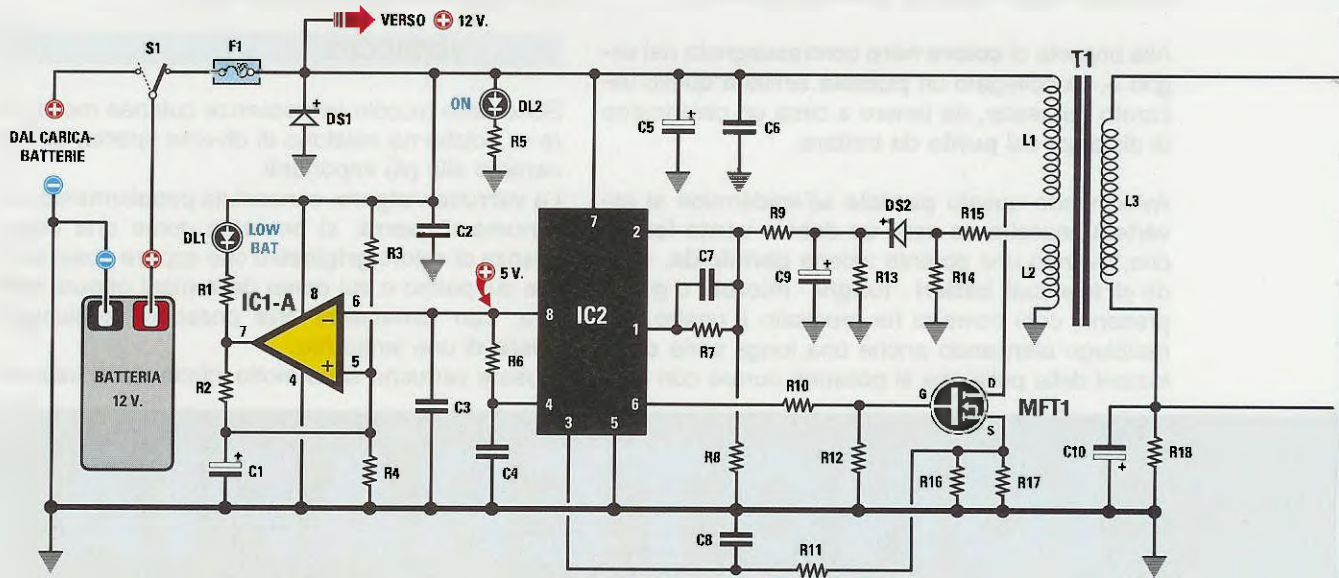 VERSO + 12 V.
S1
F1
T1
+
DAL CARICA-
BATTERIE
−
+
DS1
ON
DL2
R5
C5
+
C6
L1
L3
L2
DL1
LOW
BAT
R1
R3
C2
+
5 V.
7
2
R9
+
DS2
R15
C7
C9
+
R13
R14
IC1-A
8
6
−
7
5
+
4
8
IC2
1
R7
R6
4
6
R10
G
D
S
MFT1
3
5
− +
BATTERIA
12 V.
R2
C1
+
R4
C3
C4
R8
R12
R16
R17
C10
+
R18
C8
R11